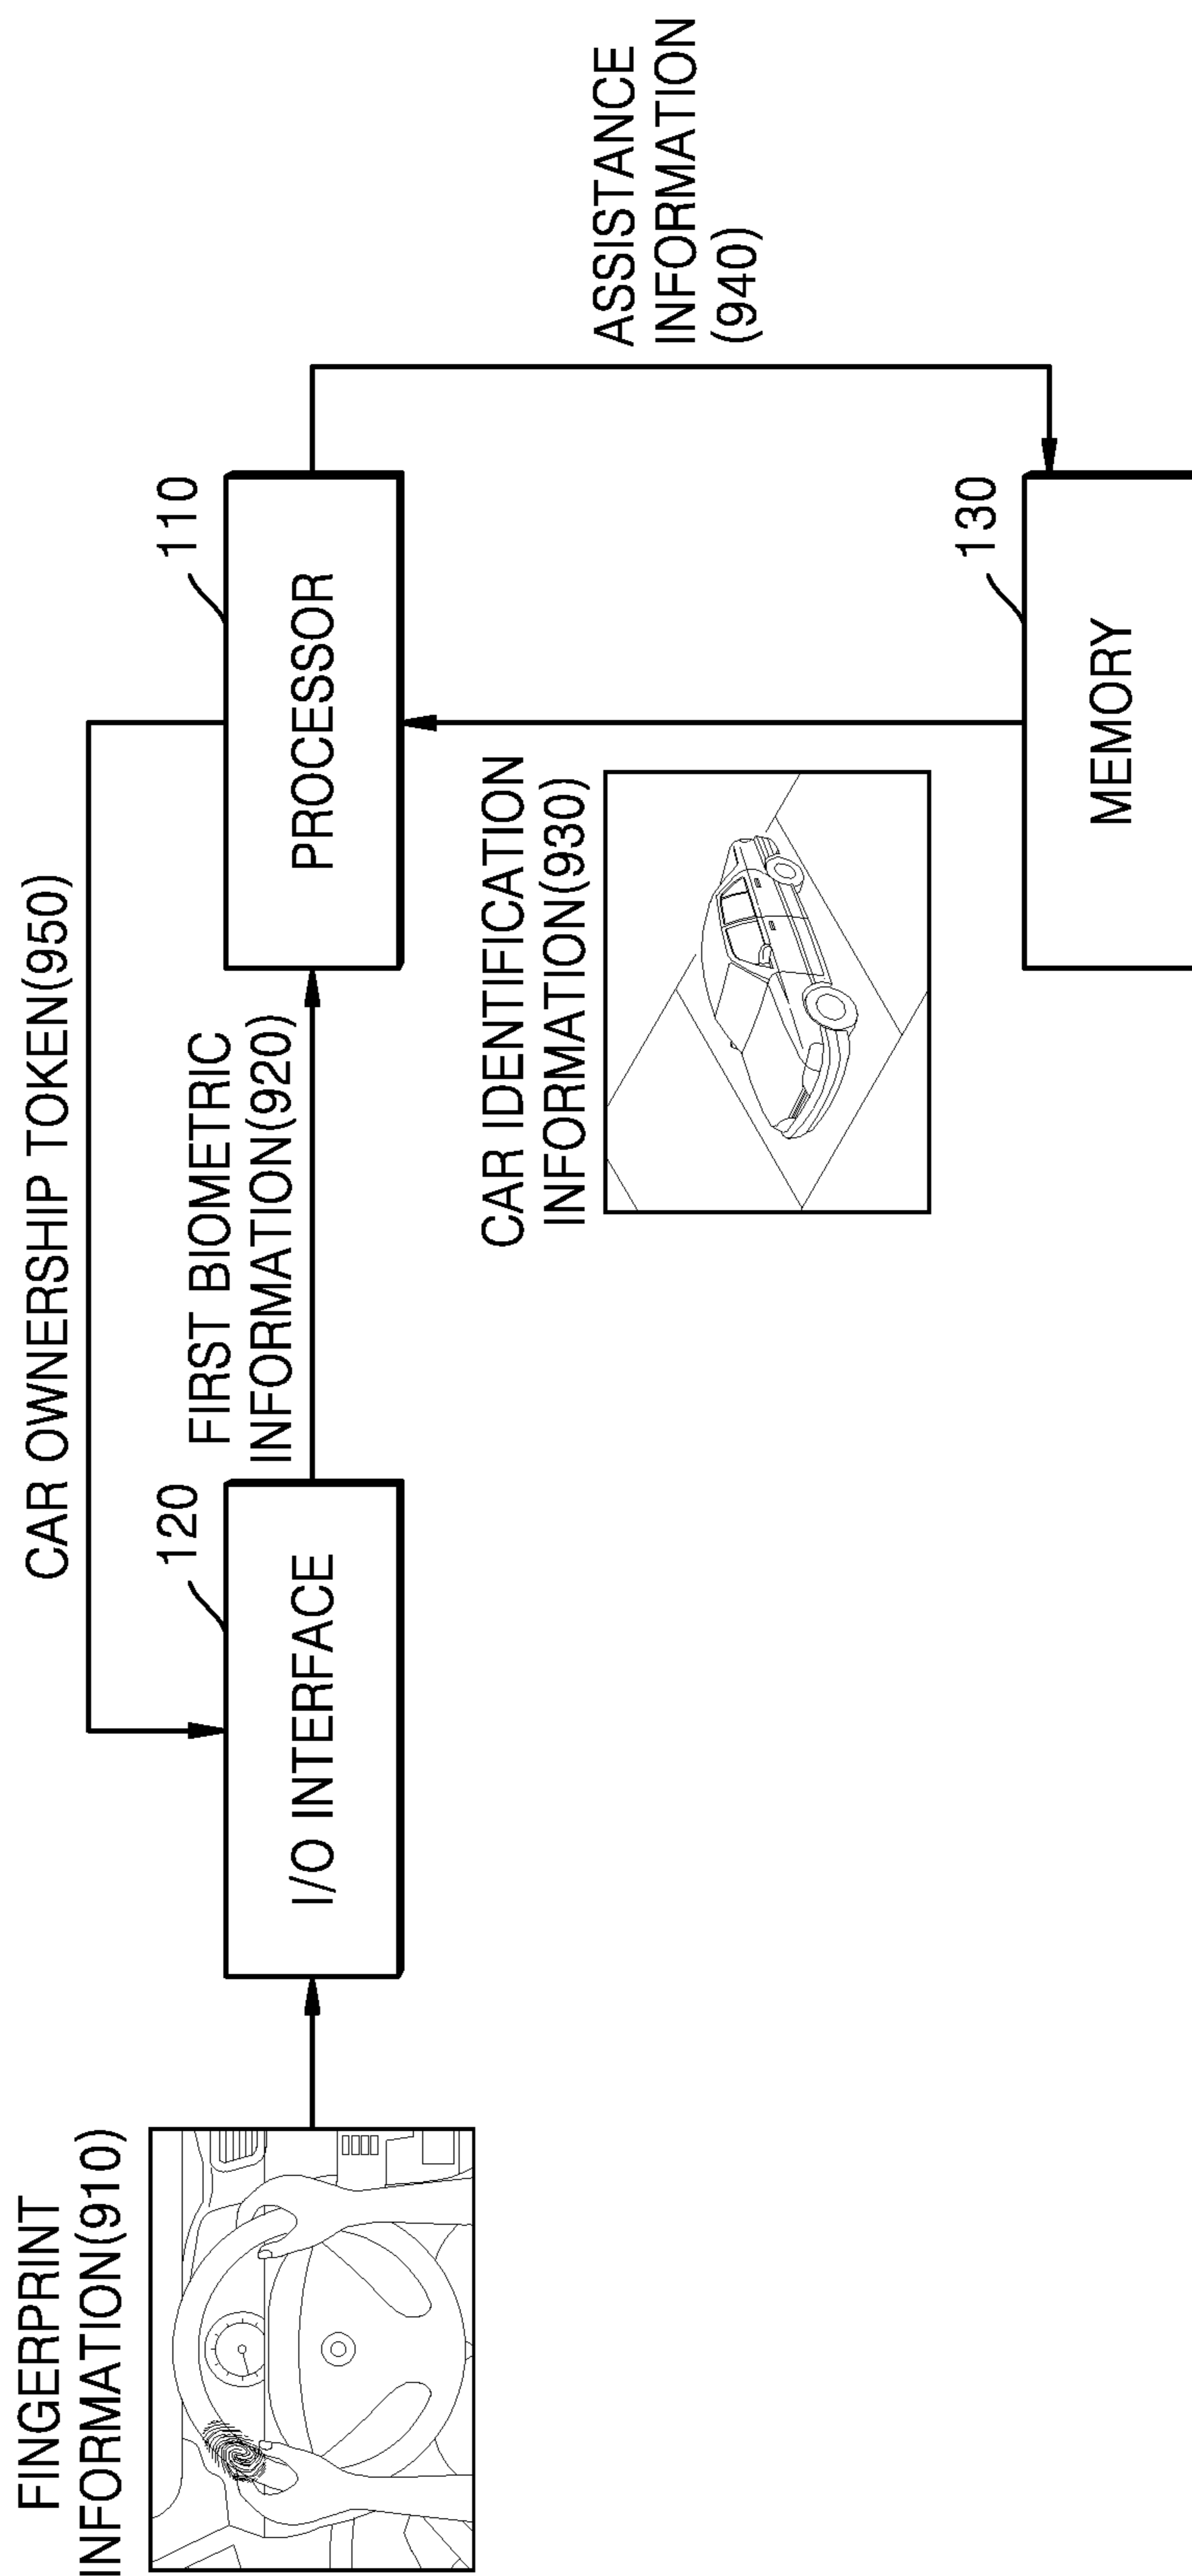 FINGERPRINT
INFORMATION(910)
CAR OWNERSHIP TOKEN(950)
120
I/O INTERFACE
FIRST BIOMETRIC
INFORMATION(920)
110
PROCESSOR
CAR IDENTIFICATION
INFORMATION(930)
ASSISTANCE
INFORMATION
(940)
130
MEMORY